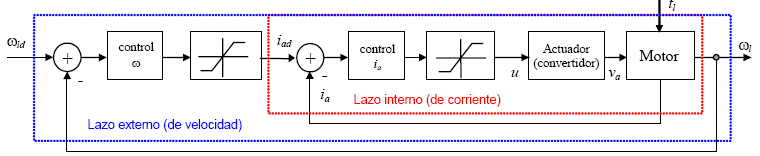 t_l
ω_ld
control
ω
i_ad
control
i_a
u
Actuador
(convertidor)
v_a
Motor
ω_l
-
-
i_a
Lazo interno (de corriente)
Lazo externo (de velocidad)